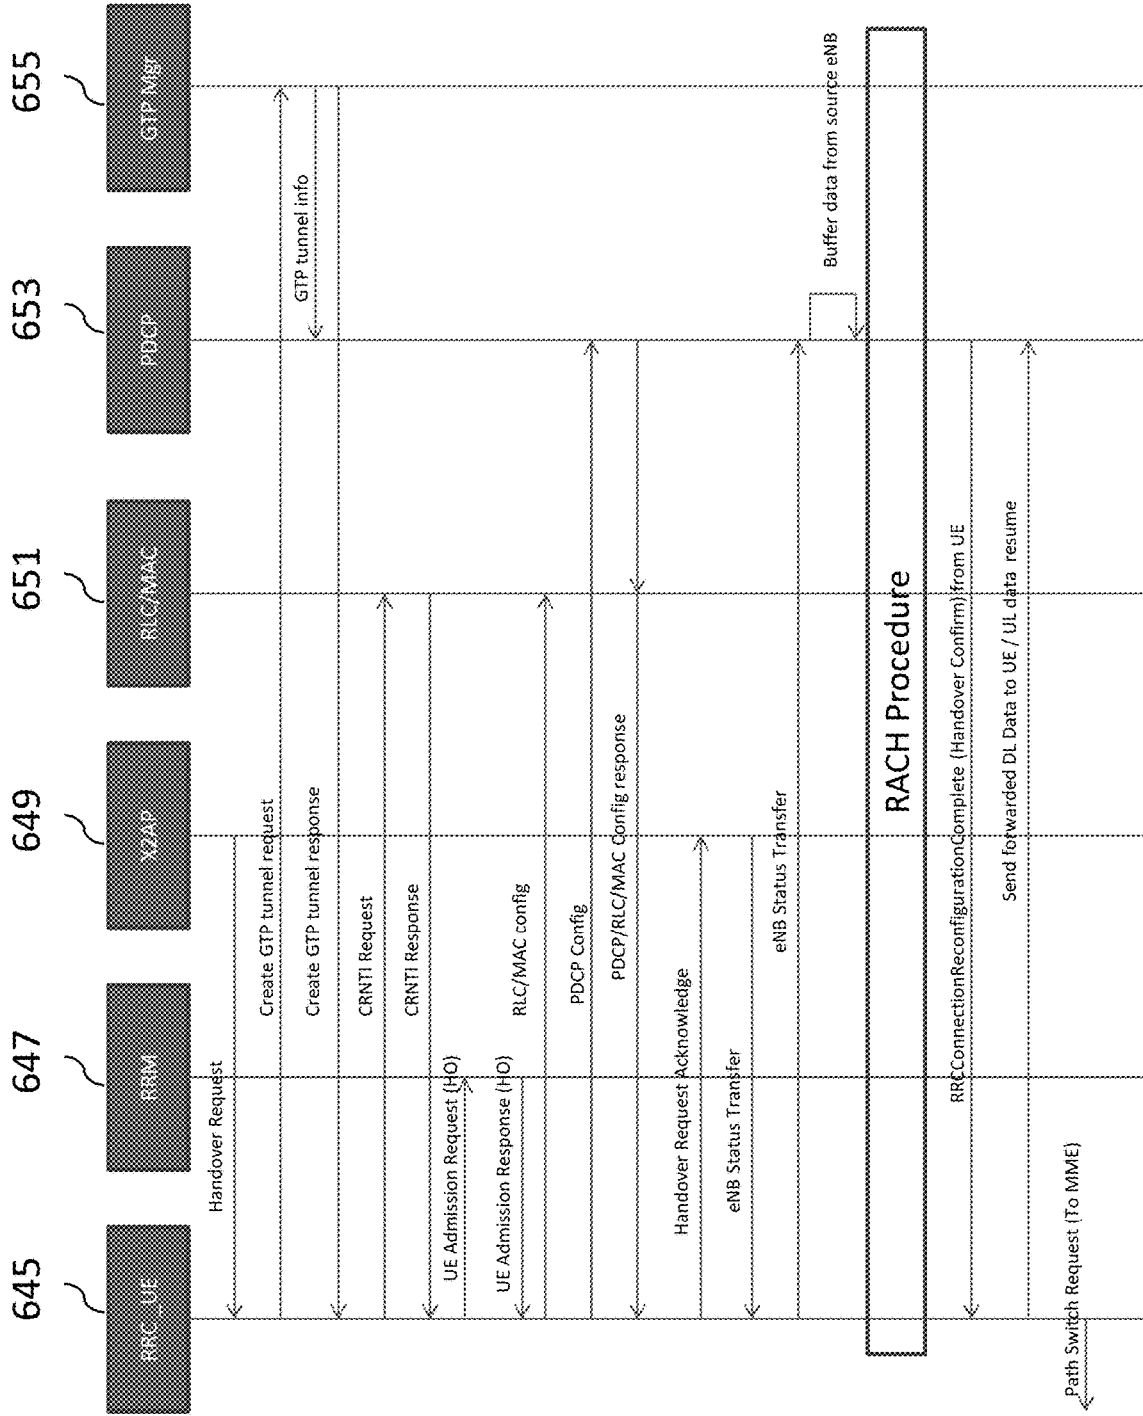 645
647
649
651
653
655
RRC_UE
RRM
X2AP
RLC/MAC
PDCP
GTP Mgr
Handover Request
Create GTP tunnel request
GTP tunnel info
Create GTP tunnel response
CRNTI Request
CRNTI Response
UE Admission Request (HO)
UE Admission Response (HO)
RLC/MAC config
PDCP Config
PDCP/RLC/MAC Config response
Handover Request Acknowledge
eNB Status Transfer
eNB Status Transfer
Buffer data from source eNB
RACH Procedure
RRCConnectionReconfigurationComplete (Handover Confirm) from UE
Send forwarded DL Data to UE / UL data resume
Path Switch Request (To MME)